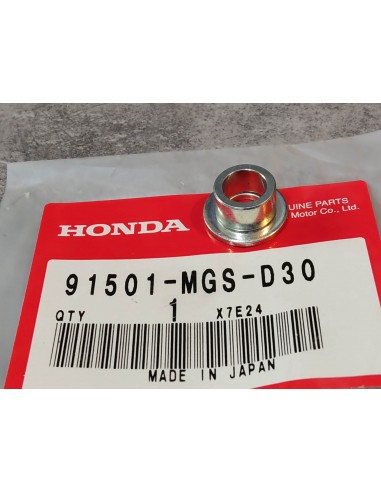 HONDA
UINE PARTS
Motor Co., Ltd.
91501-MGS-D30
QTY 1 X7E24
MADE IN JAPAN